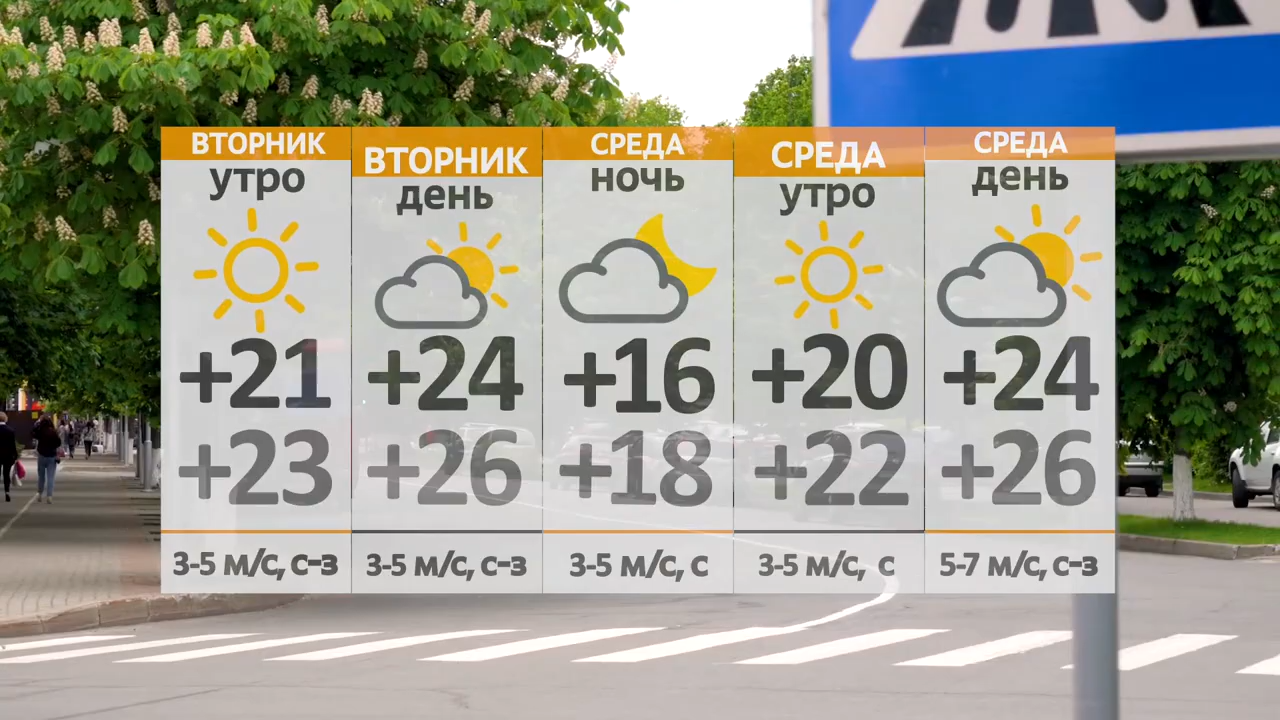 ВТОРНИК
утро
+21
+23
3-5 м/с, с-з
ВТОРНИК
день
+24
+26
3-5 м/с, с-з
СРЕДА
ночь
+16
+18
3-5 м/с, с
СРЕДА
утро
+20
+22
3-5 м/с, с
СРЕДА
день
+24
+26
5-7 м/с, с-з